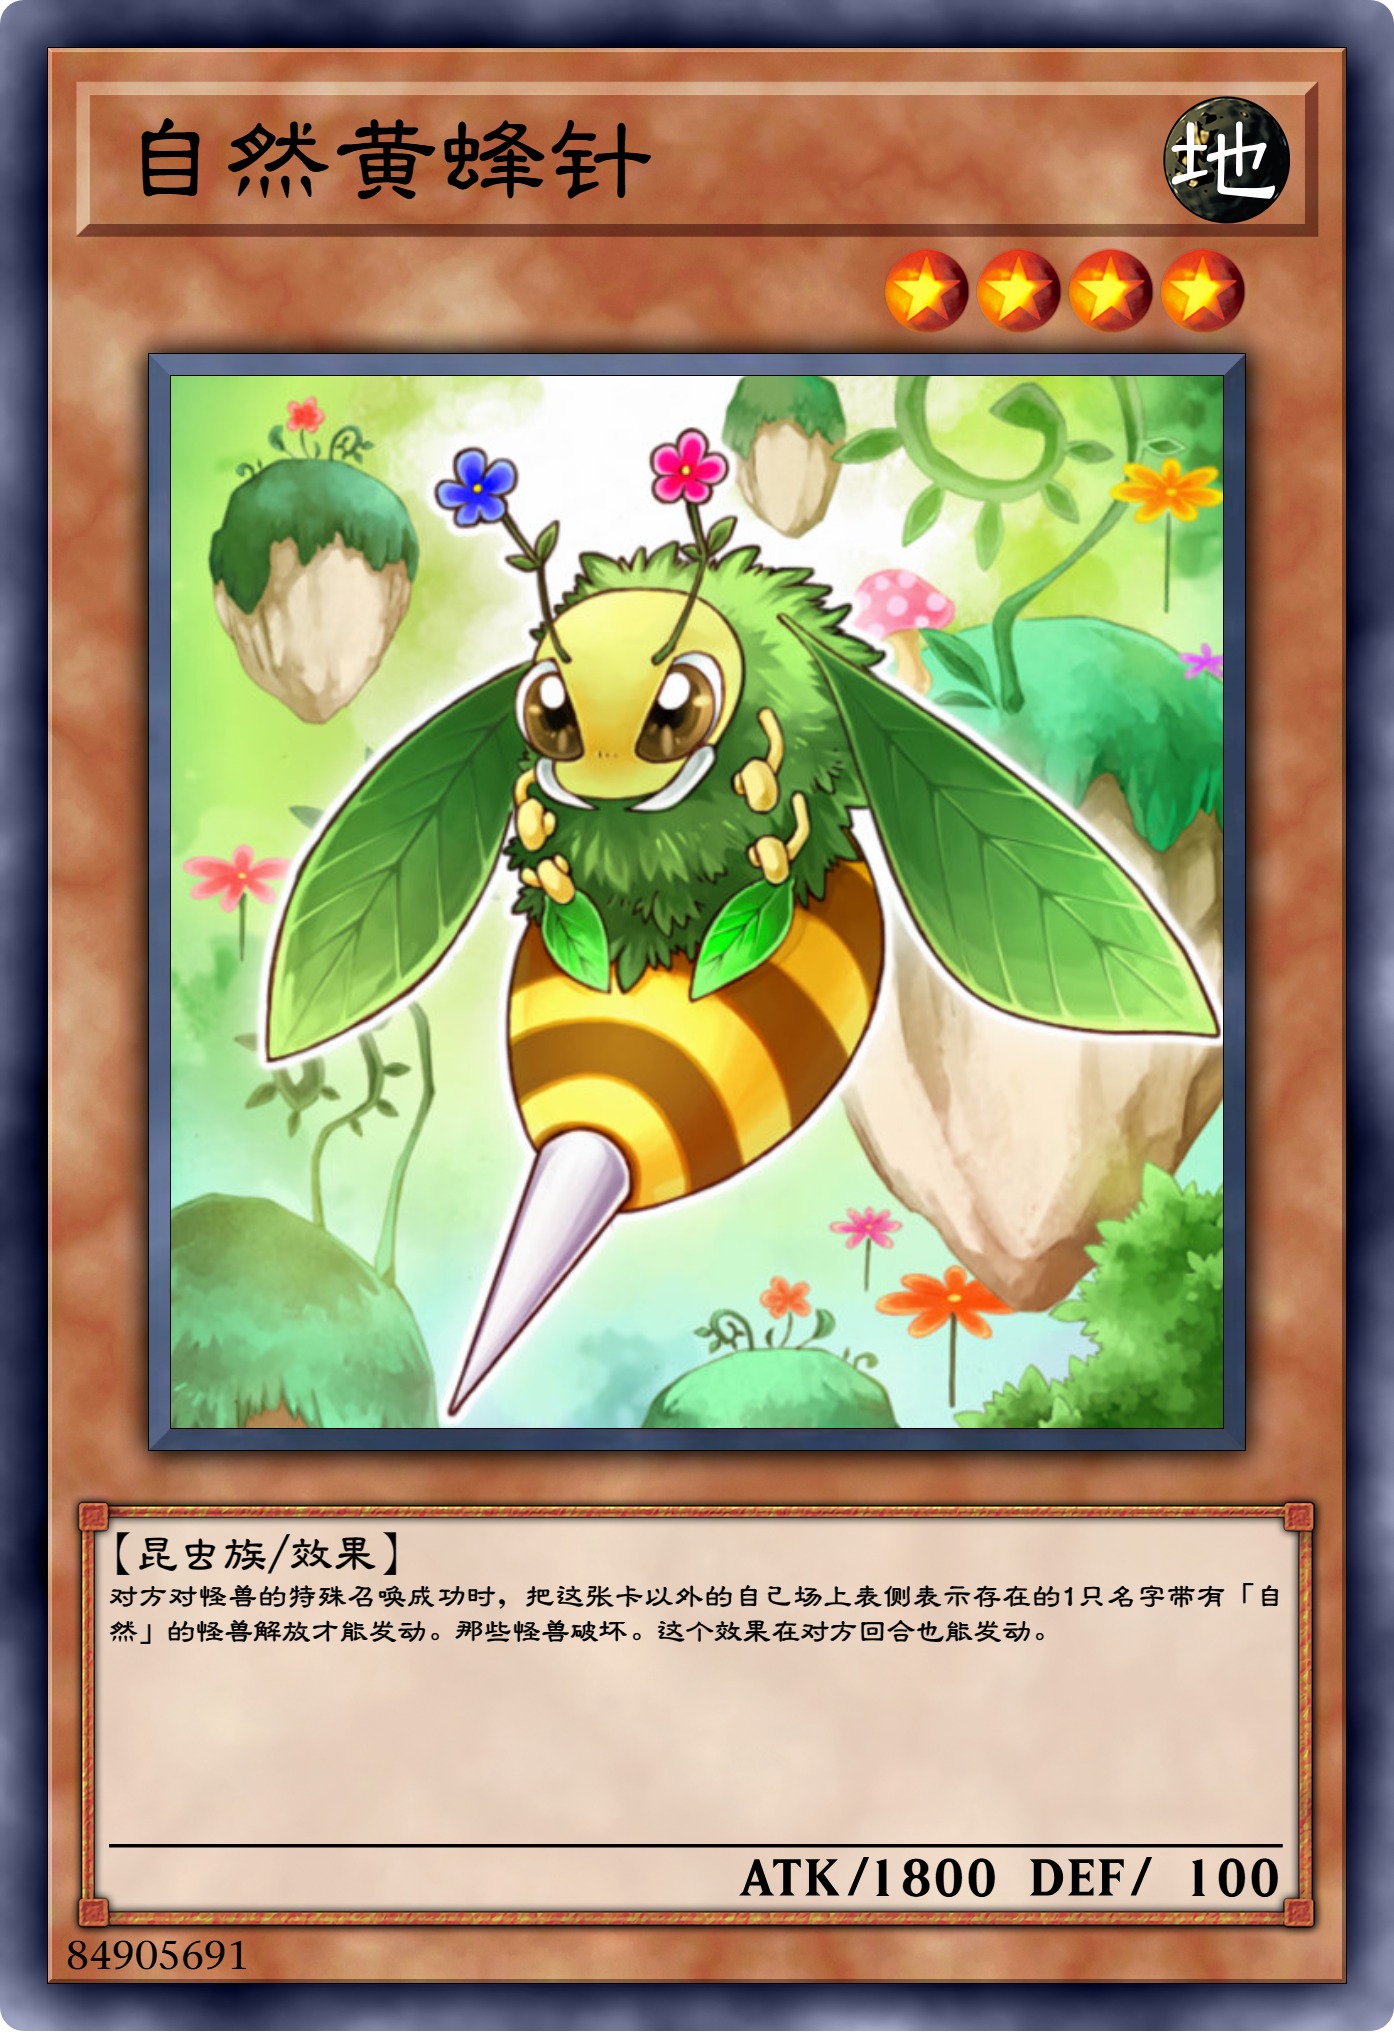 自然黄蜂针
地
【昆虫族/效果】
对方对怪兽的特殊召唤成功时，把这张卡以外的自己场上表侧表示存在的1只名字带有「自
然」的怪兽解放才能发动。那些怪兽破坏。这个效果在对方回合也能发动。
ATK/1800 DEF/ 100
84905691